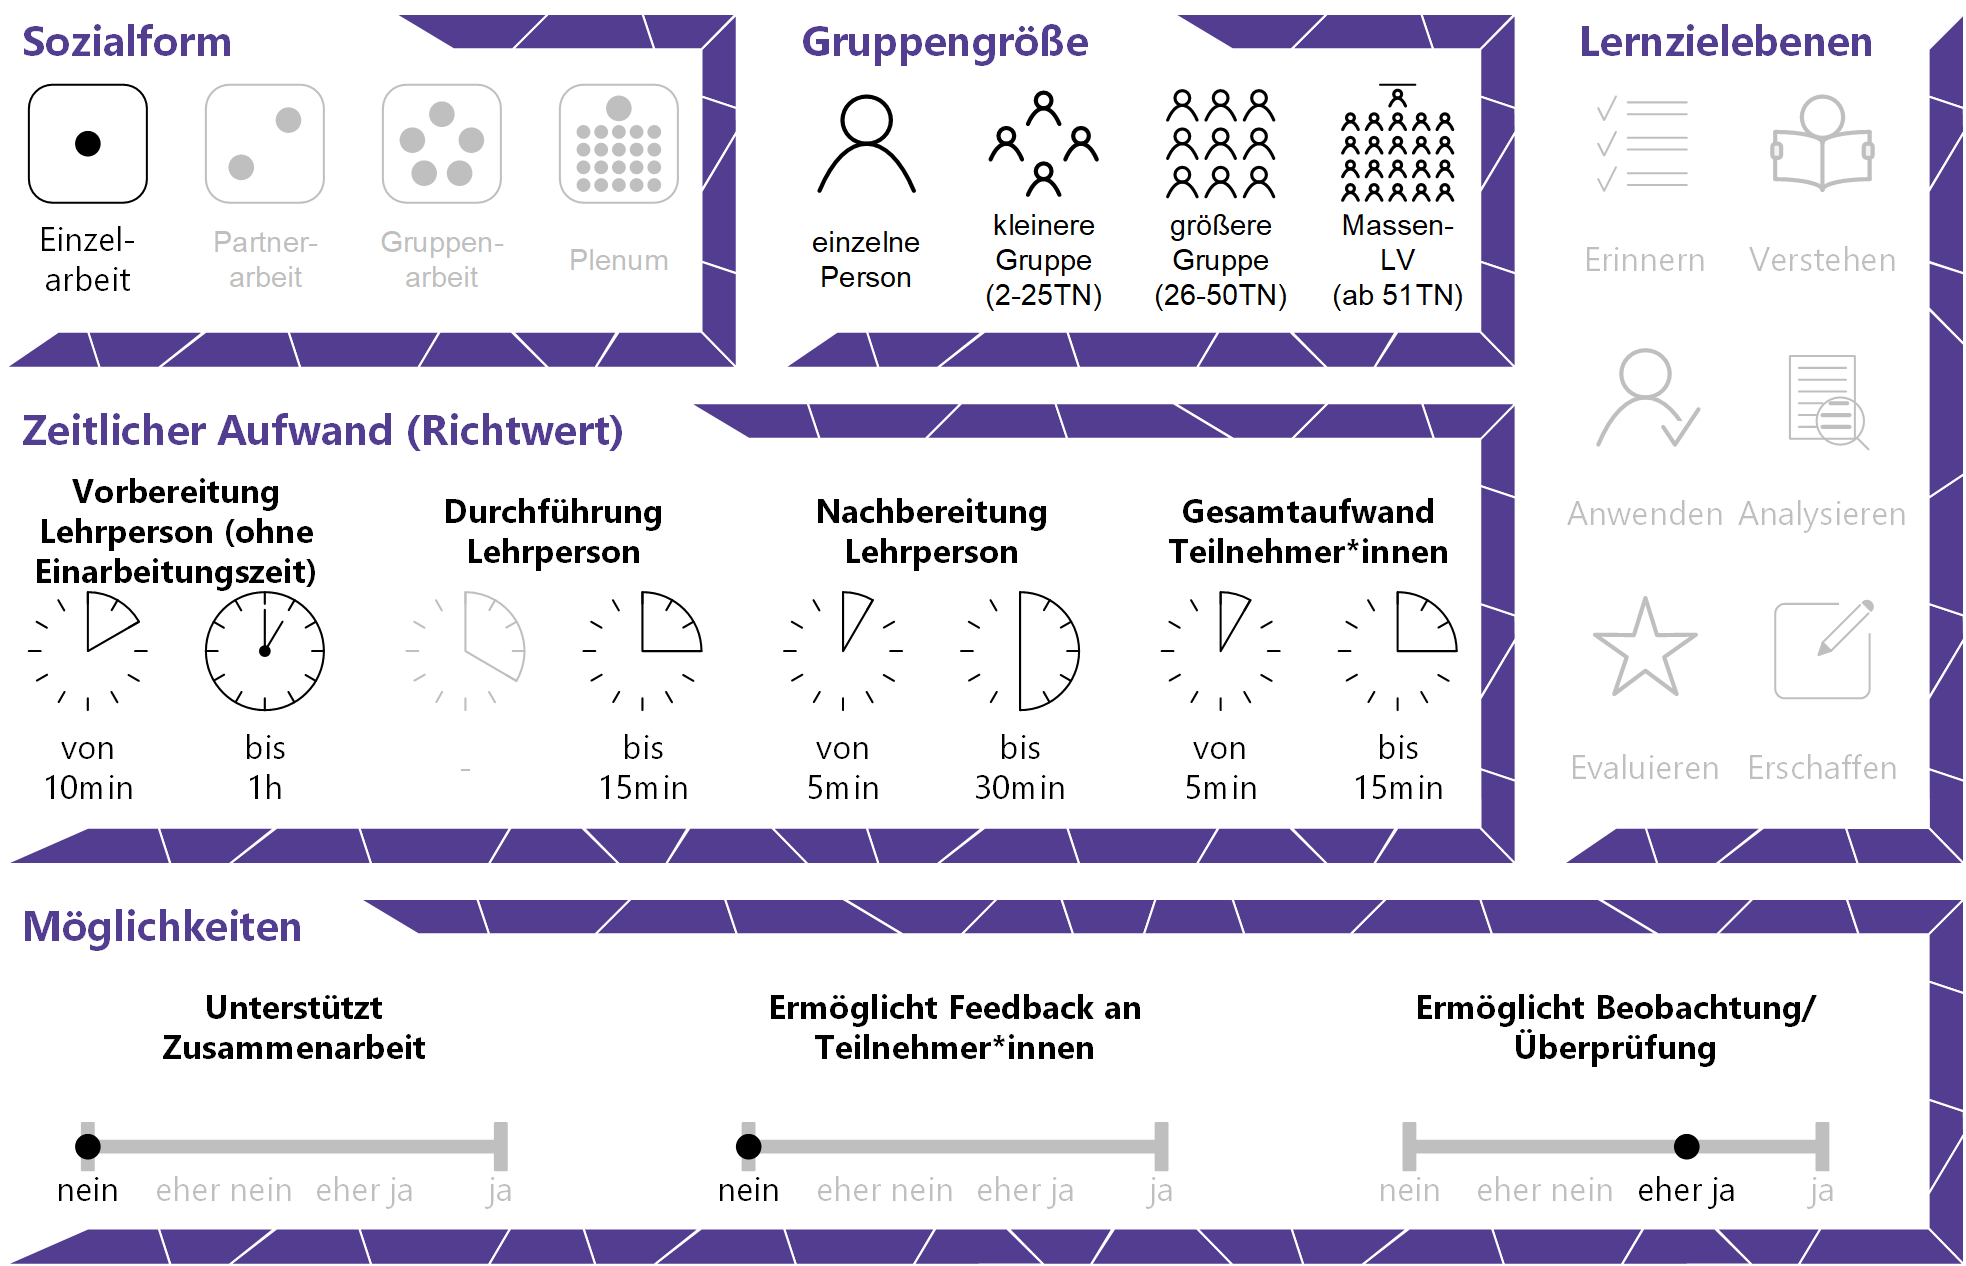 Sozialform
Einzel-
arbeit
Partner-
arbeit
Gruppen-
arbeit
Plenum
Gruppengröße
einzelne
Person
kleinere
Gruppe
(2-25TN)
größere
Gruppe
(26-50TN)
Massen-
LV
(ab 51TN)
Lernzielebenen
Erinnern
Verstehen
Anwenden
Analysieren
Evaluieren
Erschaffen
Zeitlicher Aufwand (Richtwert)
Vorbereitung
Lehrperson (ohne
Einarbeitungszeit)
von
10min
bis
1h
Durchführung
Lehrperson
-
bis
15min
Nachbereitung
Lehrperson
von
5min
bis
30min
Gesamtaufwand
Teilnehmer*innen
von
5min
bis
15min
Möglichkeiten
Unterstützt
Zusammenarbeit
nein eher nein eher ja ja
Ermöglicht Feedback an
Teilnehmer*innen
nein eher nein eher ja ja
Ermöglicht Beobachtung/
Überprüfung
nein eher nein eher ja ja